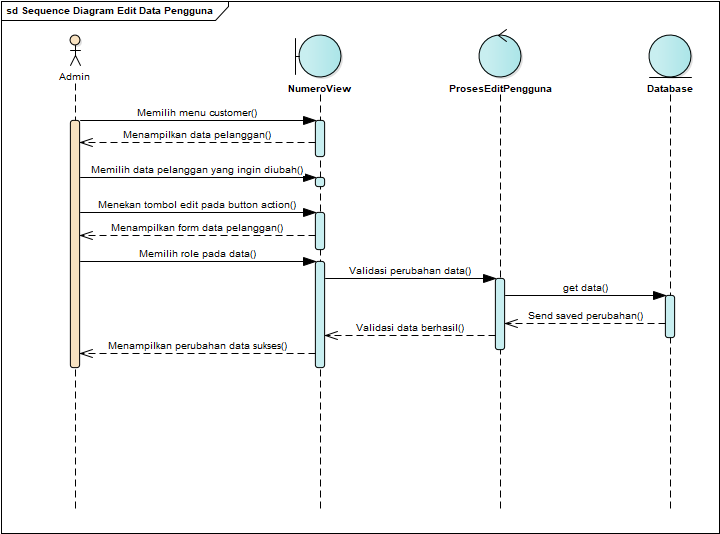 sd Sequence Diagram Edit Data Pengguna
Admin
NumeroView
ProsesEditPengguna
Database
Memilih menu customer()
Menampilkan data pelanggan()
Memilih data pelanggan yang ingin diubah()
Menekan tombol edit pada button action()
Menampilkan form data pelanggan()
Memilih role pada data()
Validasi perubahan data()
get data()
Send saved perubahan()
Validasi data berhasil()
Menampilkan perubahan data sukses()